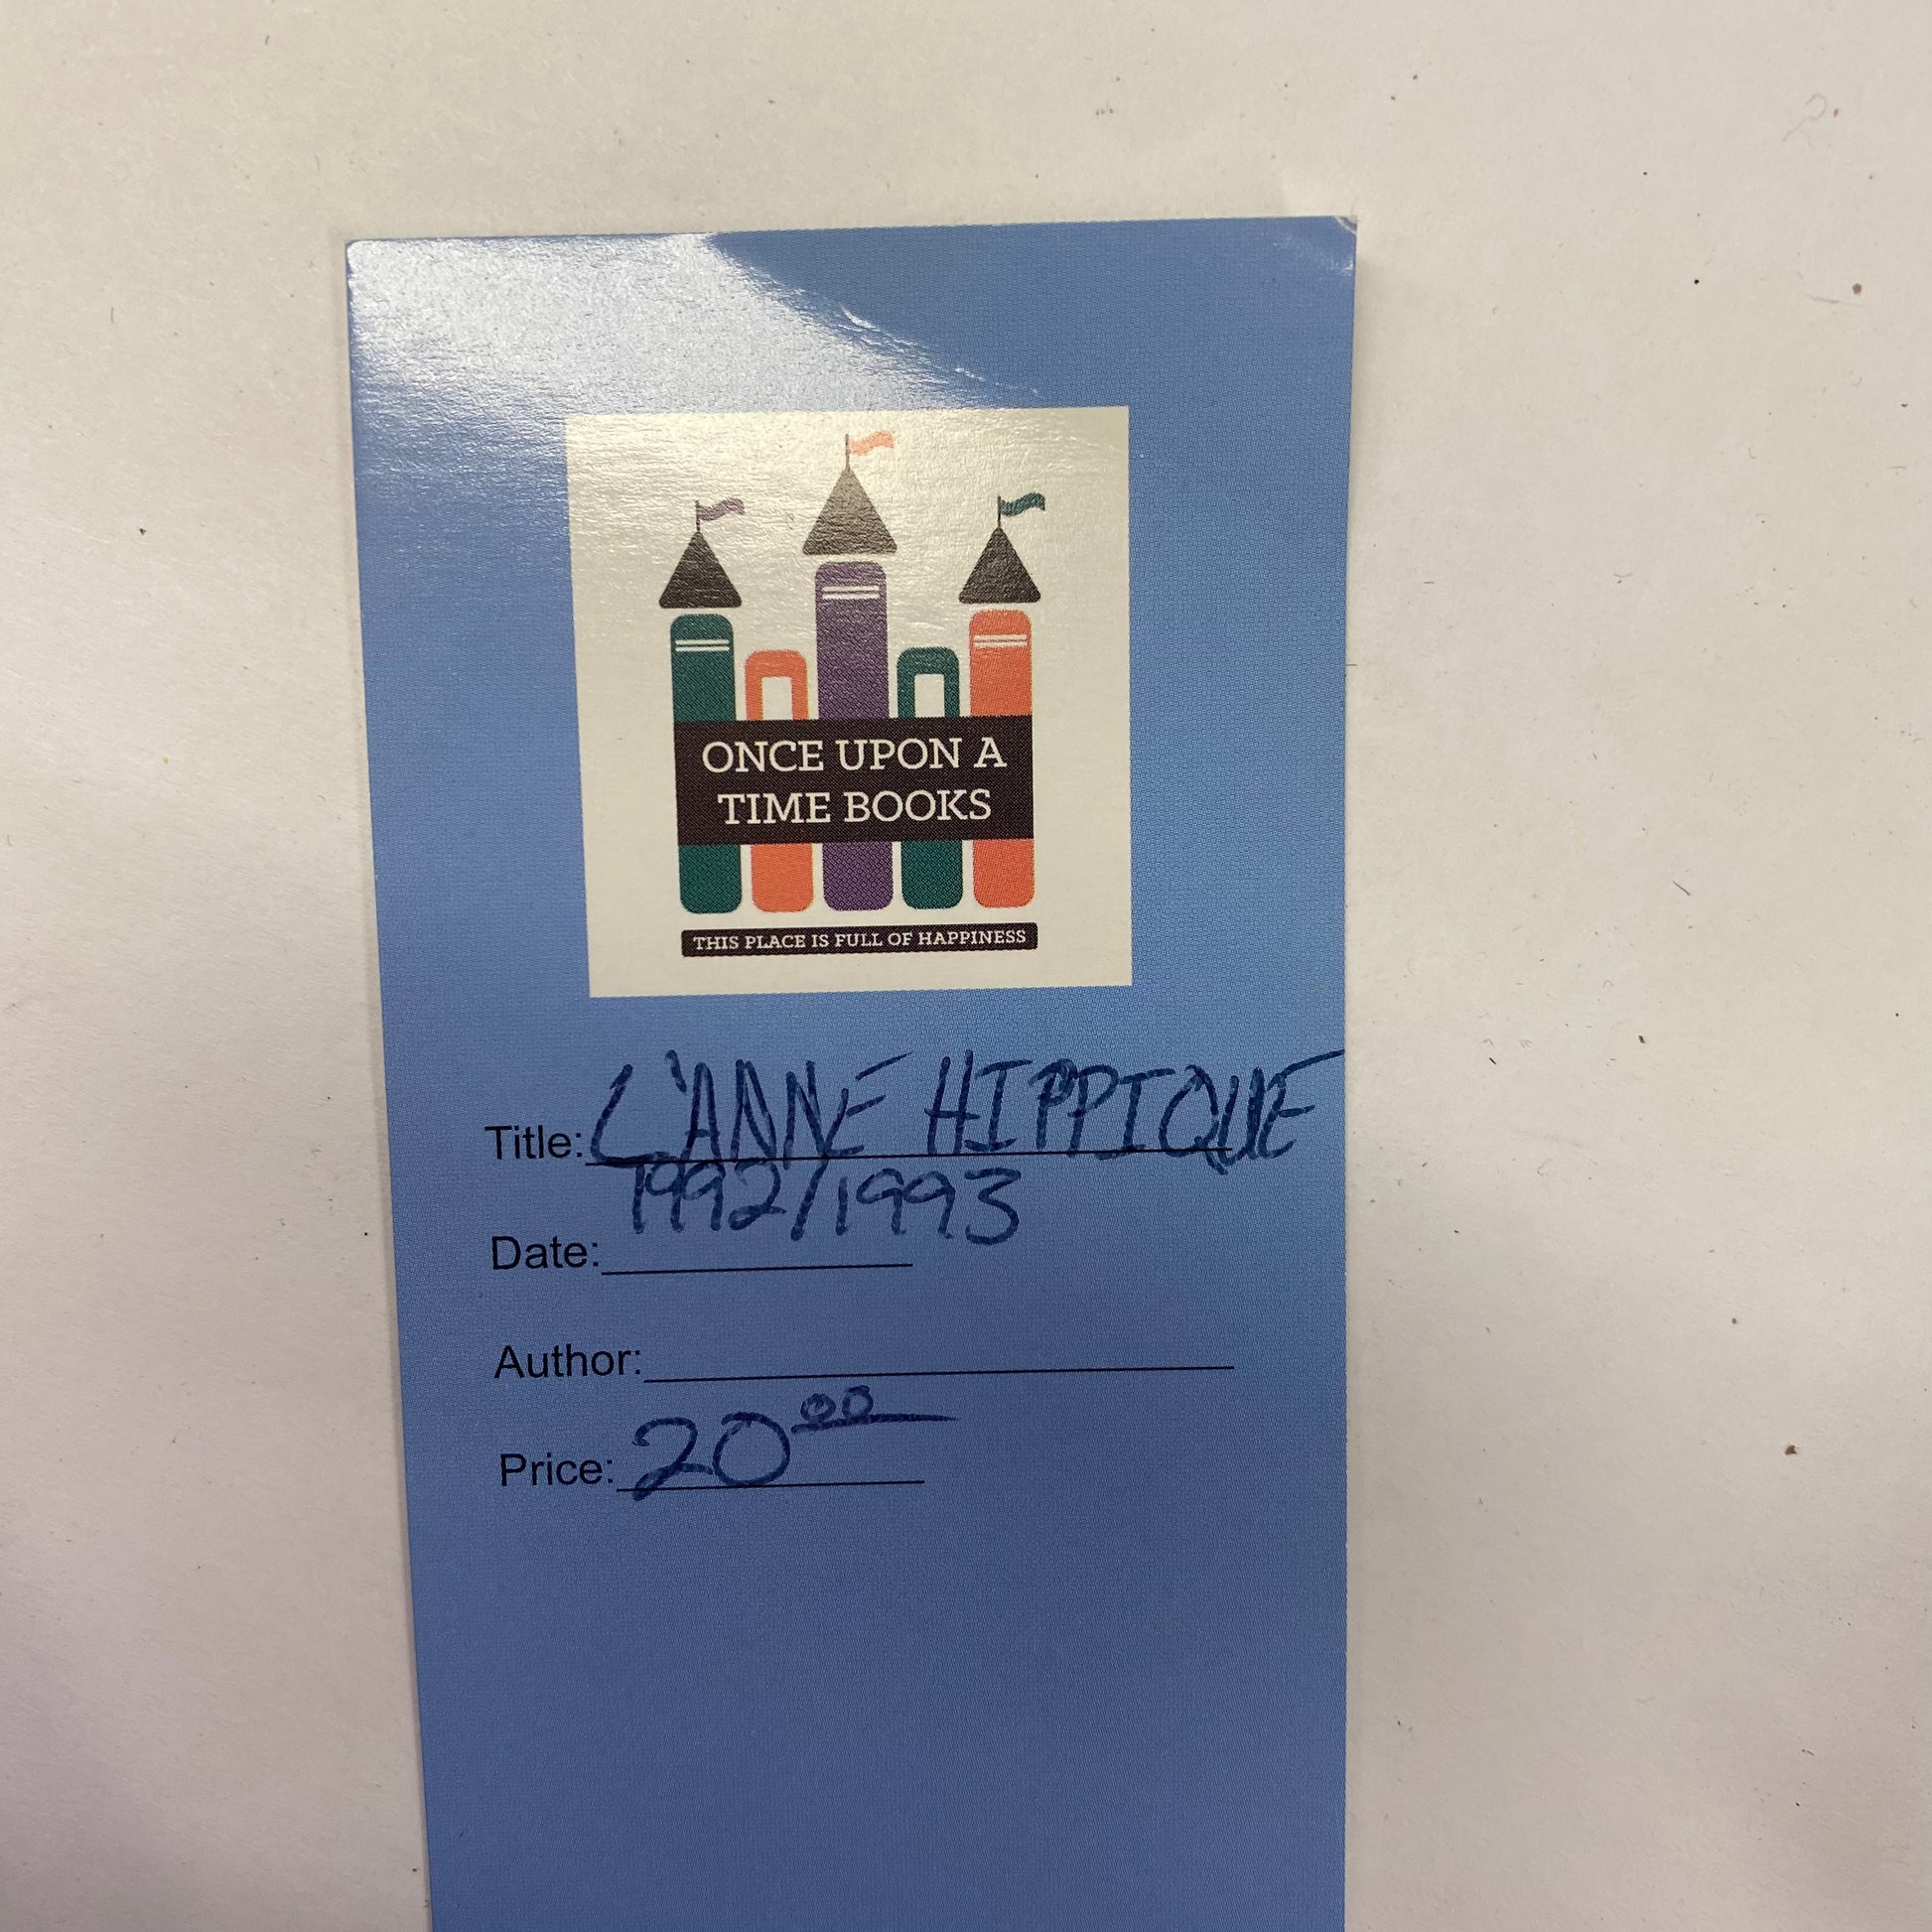 ONCE UPON A
TIME BOOKS
THIS PLACE IS FULL OF HAPPINESS
Title: L'ANNE HIPPIQUE
1992/1993
Date:
Author:
Price: 20 00